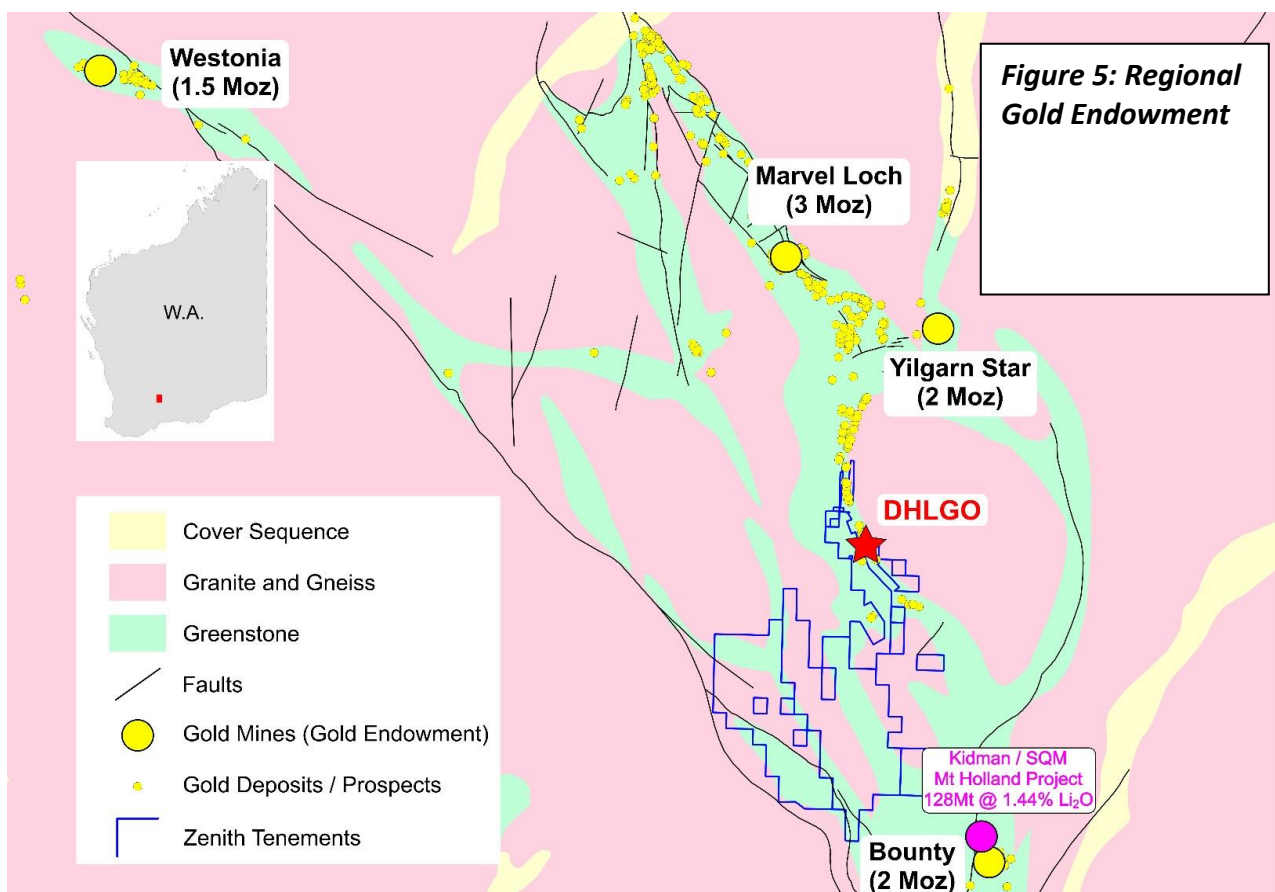 Westonia
(1.5 Moz)
Figure 5: Regional
Gold Endowment
Marvel Loch
(3 Moz)
W.A.
Yilgarn Star
(2 Moz)
DHLGO
Cover Sequence
Granite and Gneiss
Greenstone
Faults
Gold Mines (Gold Endowment)
Gold Deposits / Prospects
Zenith Tenements
Kidman / SQM
Mt Holland Project
128Mt @ 1.44% Li₂O
Bounty
(2 Moz)